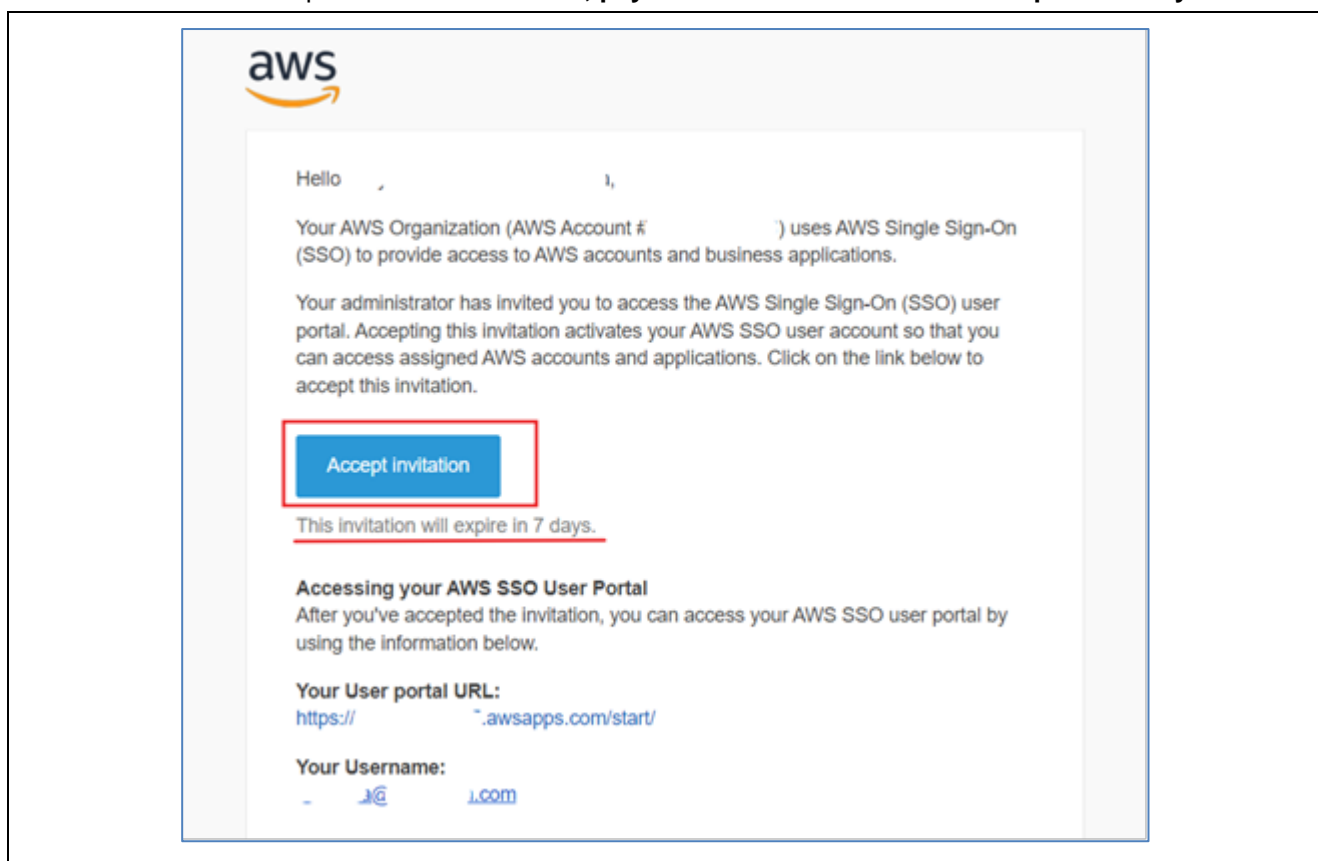 aws
Hello
Your AWS Organization (AWS Account # ) uses AWS Single Sign-On
(SSO) to provide access to AWS accounts and business applications.
Your administrator has invited you to access the AWS Single Sign-On (SSO) user
portal. Accepting this invitation activates your AWS SSO user account so that you
can access assigned AWS accounts and applications. Click on the link below to
accept this invitation.
Accept invitation
This invitation will expire in 7 days.
Accessing your AWS SSO User Portal
After you've accepted the invitation, you can access your AWS SSO user portal by
using the information below.
Your User portal URL:
https:// .awsapps.com/start/
Your Username:
@ .com